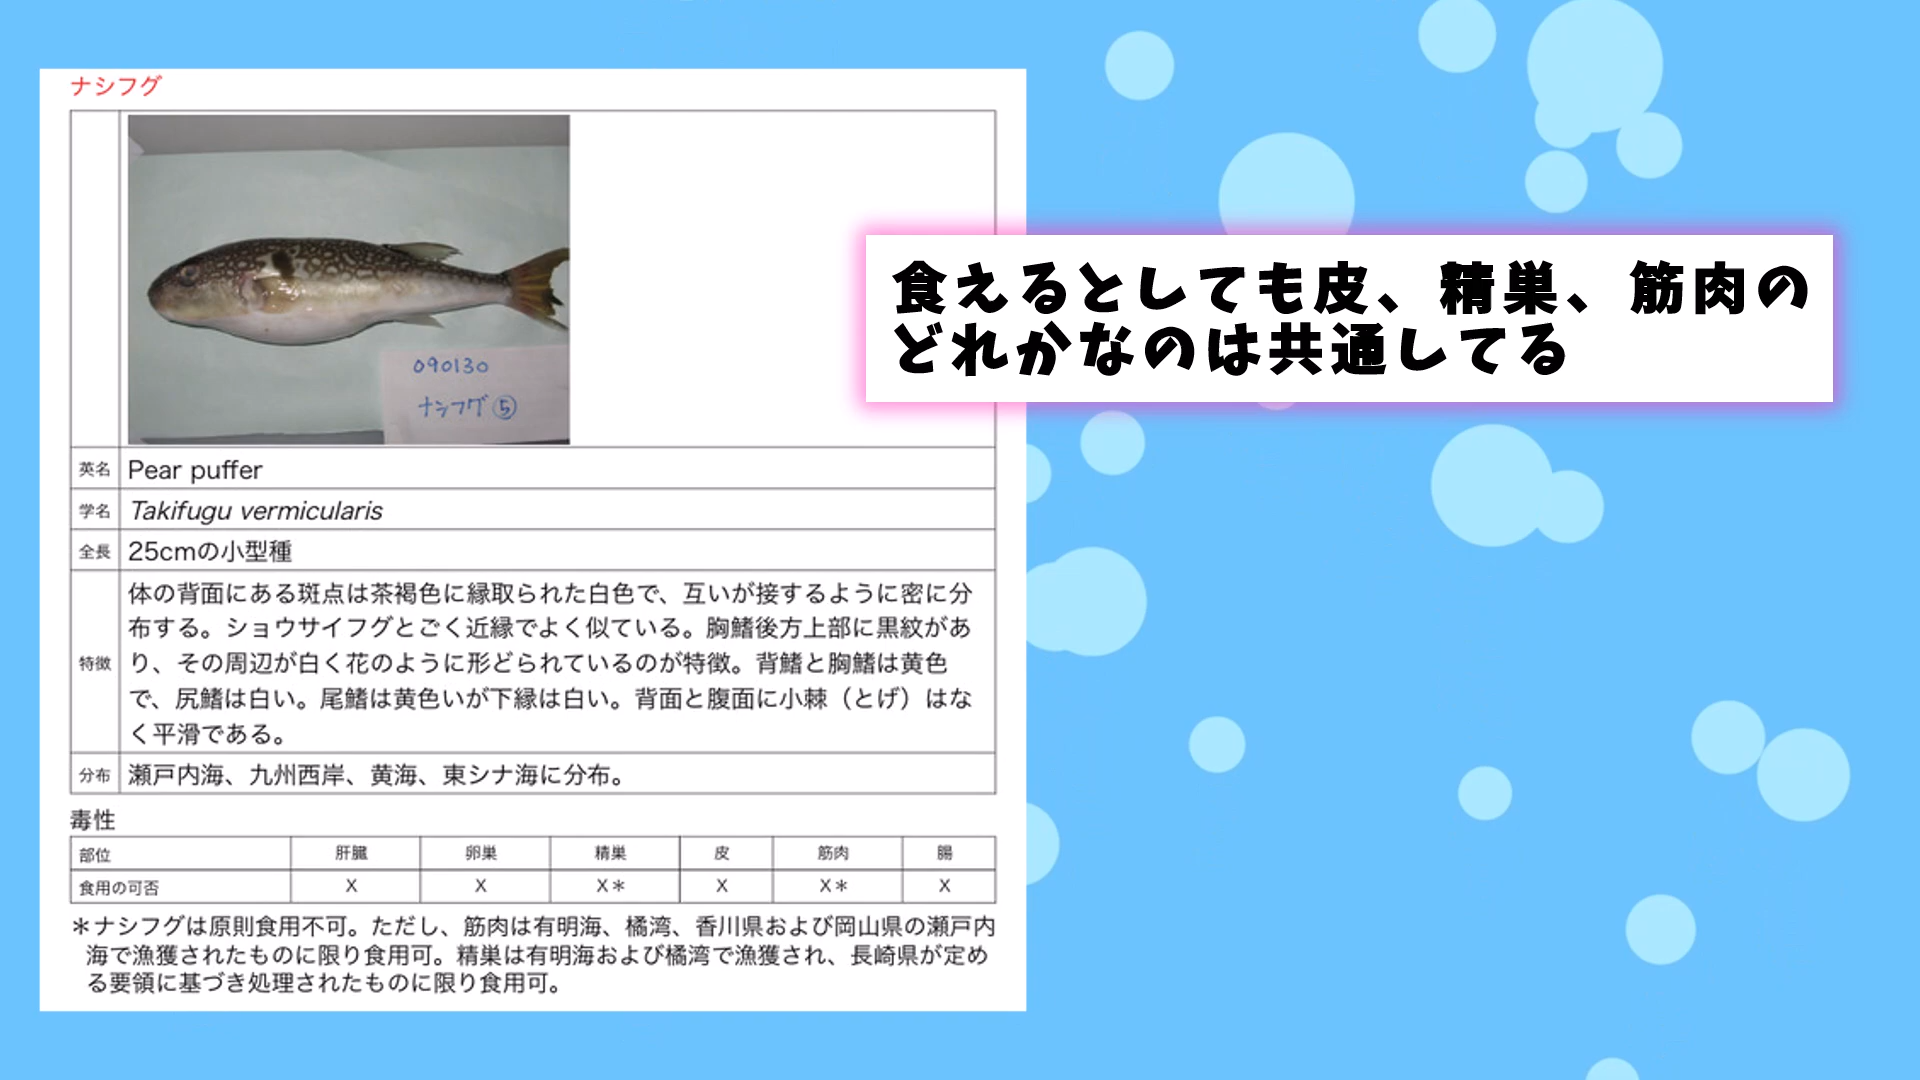 ナシフグ
090130
ナシフグ⑤
英名 Pear puffer
学名 Takifugu vermicularis
全長 25cmの小型種
特徴 体の背面にある斑点は茶褐色に縁取られた白色で、互いが接するように密に分
布する。ショウサイフグとごく近縁でよく似ている。胸鰭後方上部に黒紋があ
り、その周辺が白く花のように形どられているのが特徴。背鰭と胸鰭は黄色
で、尻鰭は白い。尾鰭は黄色いが下縁は白い。背面と腹面に小棘（とげ）はな
く平滑である。
分布 瀬戸内海、九州西岸、黄海、東シナ海に分布。
毒性
部位 肝臓 卵巣 精巣 皮 筋肉 腸
食用の可否 X X X＊ X X＊ X
＊ナシフグは原則食用不可。ただし、筋肉は有明海、橘湾、香川県および岡山県の瀬戸内
海で漁獲されたものに限り食用可。精巣は有明海および橘湾で漁獲され、長崎県が定め
る要領に基づき処理されたものに限り食用可。
食えるとしても皮、精巣、筋肉の
どれかなのは共通してる